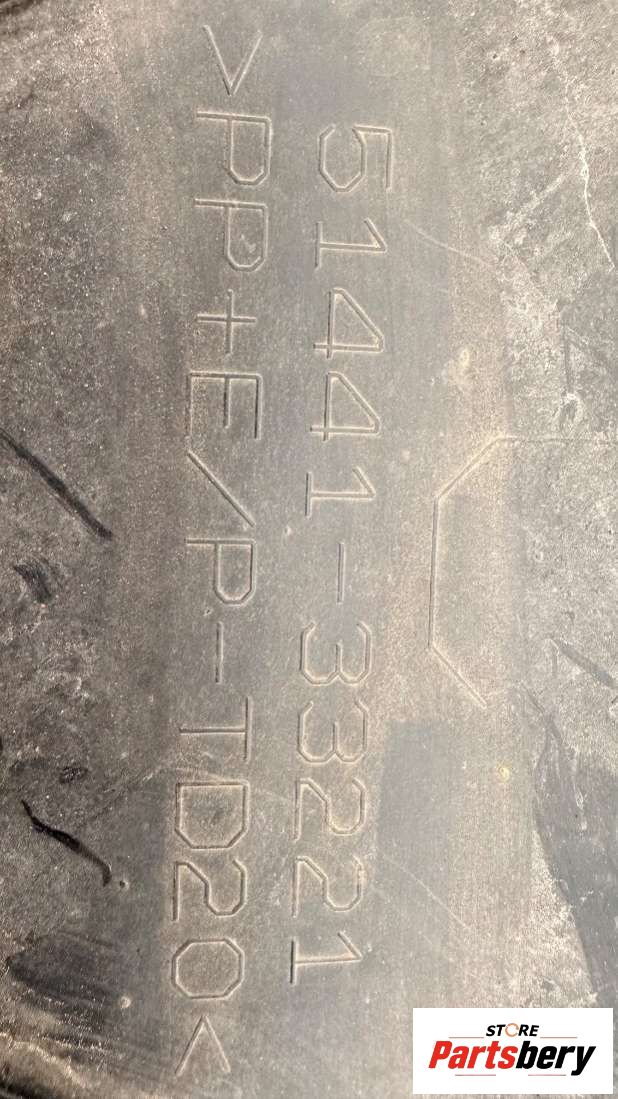 51441-33221
>PP+E/P-TD20<
STORE
Partsbery